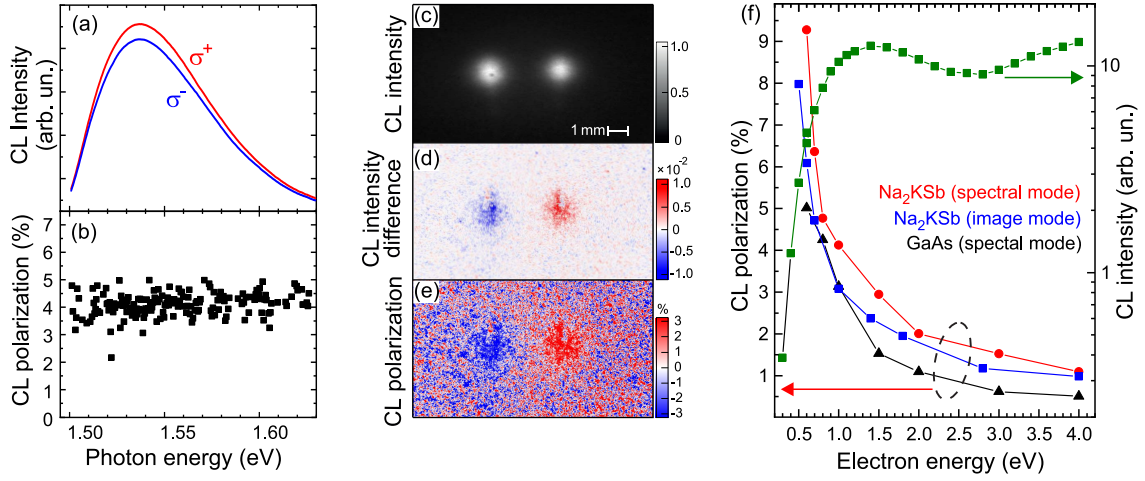 (a)
σ+
σ-
CL Intensity
(arb. un.)
(b)
7
6
5
4
3
2
1
0
CL polarization (%)
1.50
1.55
1.60
Photon energy (eV)
(c)
CL intensity
1.0
0
1 mm
(d)
CL intensity
difference
×10-2
1.0
0.5
0
-0.5
-1.0
(e)
CL polarization
%
3
2
1
0
-1
-2
-3
(f)
9
8
7
6
5
4
3
2
1
CL polarization (%)
10
1
CL intensity (arb. un.)
Na2KSb (spectral mode)
Na2KSb (image mode)
GaAs (spectal mode)
0.5 1.0 1.5 2.0 2.5 3.0 3.5 4.0
Electron energy (eV)